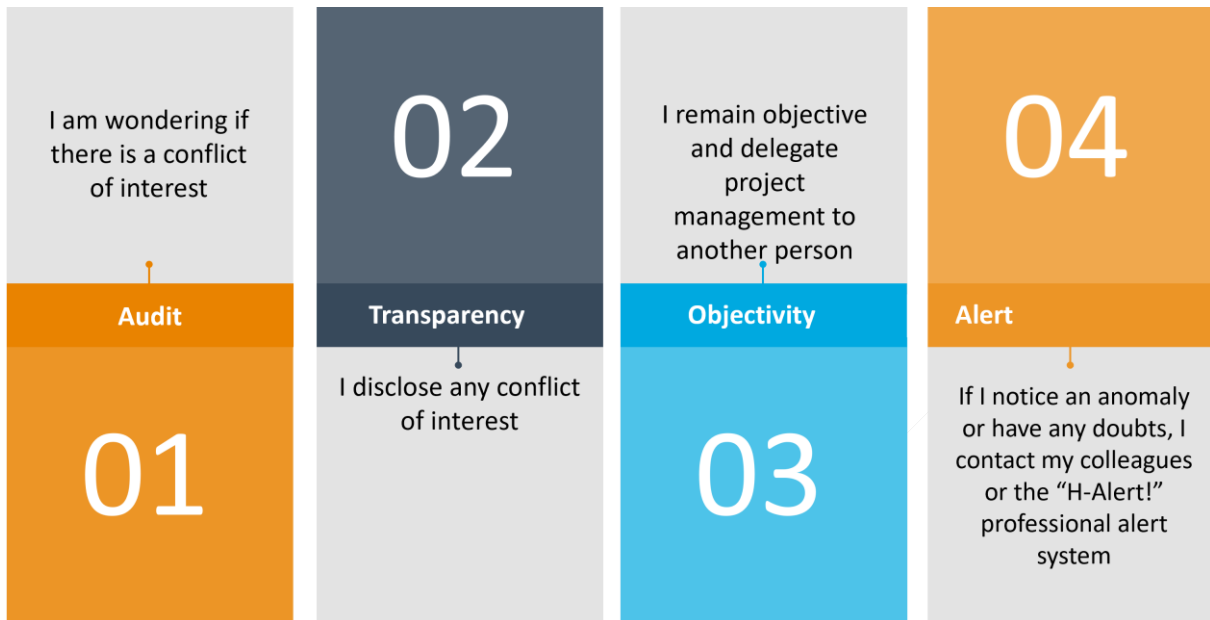 I am wondering if
there is a conflict
of interest
Audit
01
02
Transparency
I disclose any conflict
of interest
I remain objective
and delegate
project
management to
another person
Objectivity
03
04
Alert
If I notice an anomaly
or have any doubts, I
contact my colleagues
or the “H-Alert!”
professional alert
system